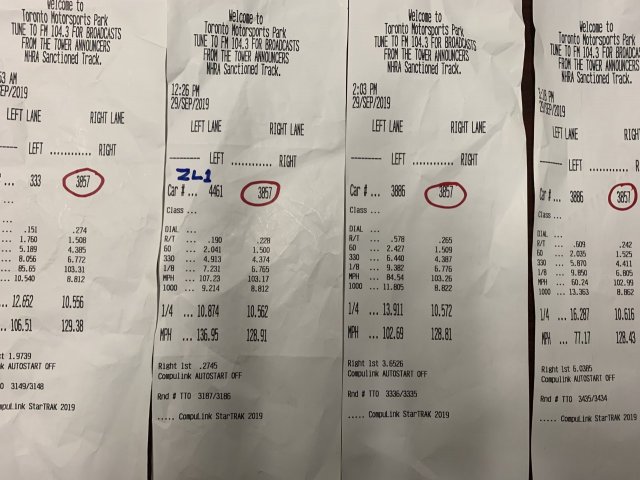 Welcome to
Toronto Motorsports Park
TUNE TO FM 104.3 FOR BROADCASTS
FROM THE TOWER ANNOUNCERS
NHRA Sanctioned Track.
53 AM
SEP/2019
LEFT LANE RIGHT LANE
LEFT ............ RIGHT
... 333 3857
...
... .151 .274
... 1.760 1.508
... 5.189 4.385
... 8.056 6.772
... 85.65 103.31
... 10.540 8.812
... 12.652 10.556
... 106.51 129.38
st 1.9739
k AUTOSTART OFF
O 3149/3148
CompuLink StarTRAK 2019
Welcome to
Toronto Motorsports Park
TUNE TO FM 104.3 FOR BROADCASTS
FROM THE TOWER ANNOUNCERS
NHRA Sanctioned Track.
12:26 PM
29/SEP/2019
LEFT LANE RIGHT LANE
--------- LEFT ............ RIGHT
ZL1
Car # ... 4461 3857
Class ...
DIAL ...
R/T ... .190 .228
60 ... 2.041 1.500
330 ... 4.913 4.374
1/8 ... 7.231 6.765
MPH ... 107.23 103.17
1000 ... 9.214 8.812
1/4 ... 10.874 10.562
MPH ... 136.95 128.91
Right 1st .2745
CompuLink AUTOSTART OFF
Rnd # TTO 3187/3186
..... CompuLink StarTRAK 2019
Welcome to
Toronto Motorsports Park
TUNE TO FM 104.3 FOR BROADCASTS
FROM THE TOWER ANNOUNCERS
NHRA Sanctioned Track.
2:03 PM
29/SEP/2019
LEFT LANE RIGHT LANE
--------- LEFT ............ RIGHT
Car # ... 3886 3857
Class ...
DIAL ...
R/T ... .578 .265
60 ... 2.427 1.509
330 ... 6.440 4.387
1/8 ... 9.382 6.775
MPH ... 84.54 103.26
1000 ... 11.805 8.822
1/4 ... 13.911 10.572
MPH ... 102.69 128.81
Right 1st 3.6526
CompuLink AUTOSTART OFF
Rnd # TTO 3336/3335
..... CompuLink StarTRAK 2019
Welcome to
Toronto Motorsports Park
TUNE TO FM 104.3 FOR BROADCASTS
FROM THE TOWER ANNOUNCERS
NHRA Sanctioned Track.
PM
29/SEP/2019
LEFT LANE RIGHT
--------- LEFT ............
Car # ... 3886 3857
Class ...
DIAL ...
R/T ... .609 .242
60 ... 2.035 1.525
330 ... 5.870 4.411
1/8 ... 9.850 6.805
MPH ... 60.24 102.99
1000 ... 13.363 8.862
1/4 ... 16.287 10.616
MPH ... 77.17 128.43
Right 1st 6.0385
CompuLink AUTOSTART OFF
Rnd # TTO 3435/3434
..... CompuLink StarTRAK 2019